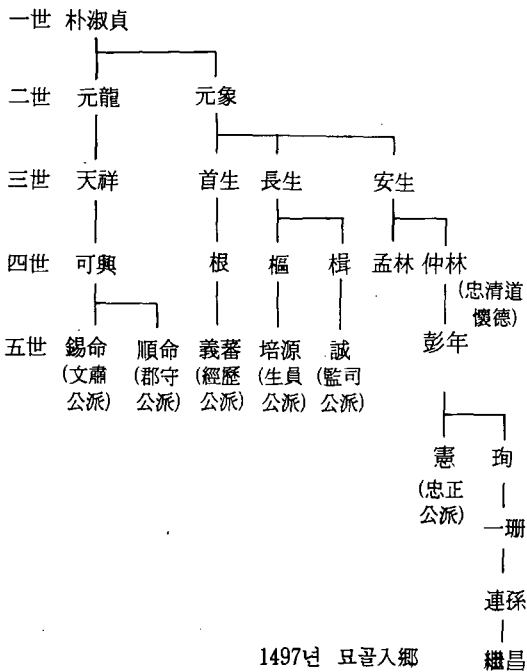 一世 朴淑貞
二世 元龍 元象
三世 天祥 首生 長生 安生
四世 可興 根 樞 楫 孟林 仲林
(忠清道
懷德)
五世 錫命 順命 義蕃 培源 誠 彭年
(文肅 (郡守 (經歷 (生員 (監司
公派) 公派) 公派) 公派) 公派)
憲 珣
(忠正
公派)
一珊
連孫
1497년 묘골入鄉 繼昌